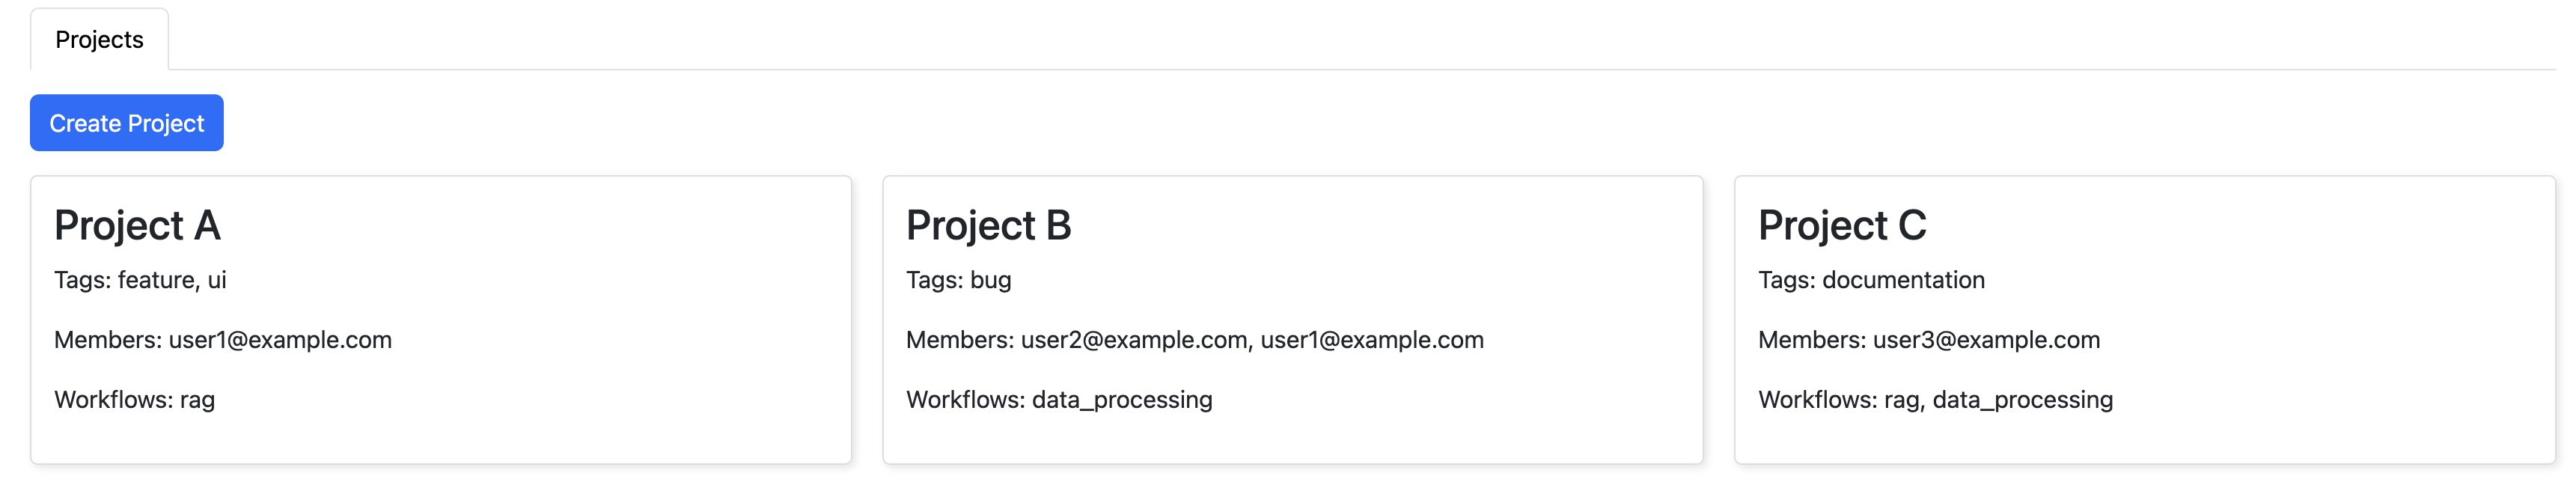 Projects
Create Project
Project A
Tags: feature, ui
Members: user1@example.com
Workflows: rag
Project B
Tags: bug
Members: user2@example.com, user1@example.com
Workflows: data_processing
Project C
Tags: documentation
Members: user3@example.com
Workflows: rag, data_processing